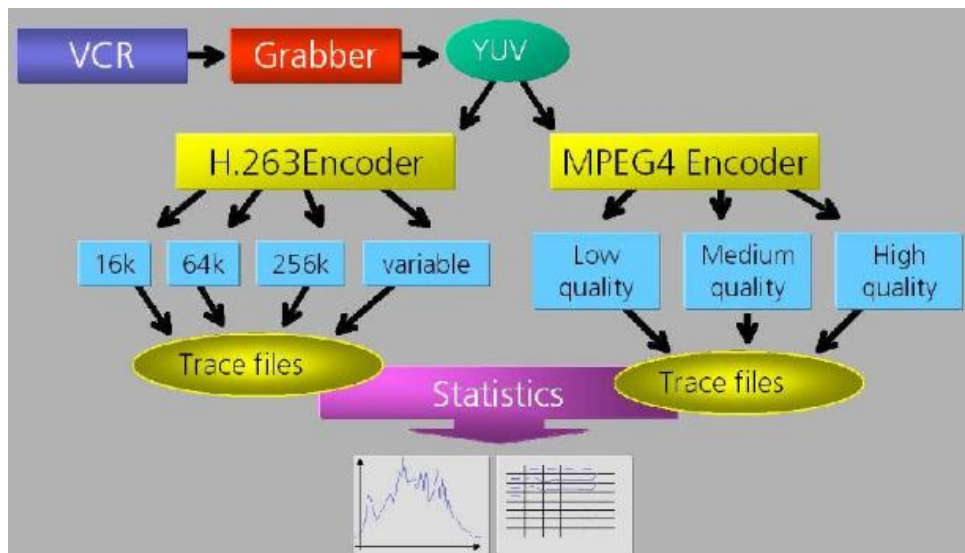 VCR
Grabber
YUV
H.263Encoder
MPEG4 Encoder
16k
64k
256k
variable
Low
quality
Medium
quality
High
quality
Trace files
Trace files
Statistics